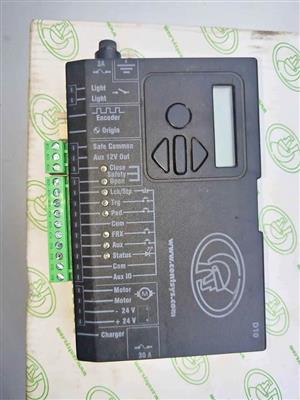 3A
Light
Light
Encoder
Origin
Safe Common
Aux 12V Out
Close
Safety
Open
Lck/Stp
Trg
Ped
Com
FRX
Aux
Status
Com
Aux IO
Motor
Motor
M
- 24 V
+ 24 V
Charger
30 A
www.centsys.com
D10